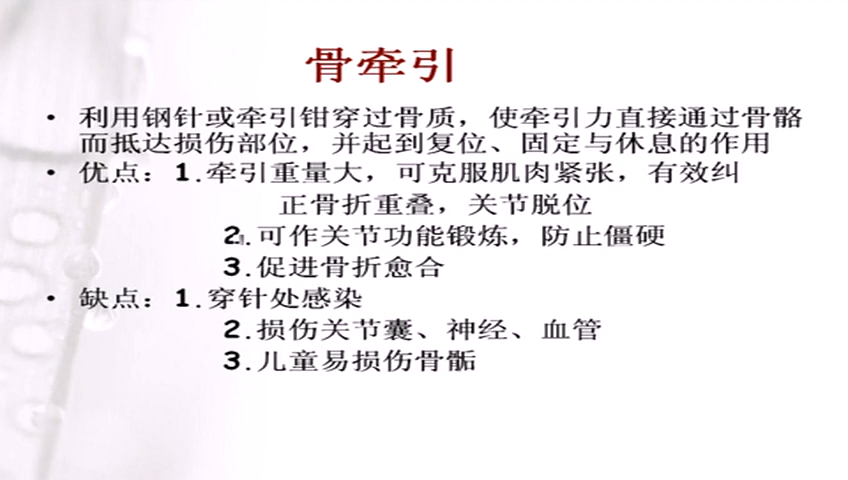 骨牵引
• 利用钢针或牵引钳穿过骨质，使牵引力直接通过骨骼
而抵达损伤部位，并起到复位、固定与休息的作用
• 优点：1.牵引重量大，可克服肌肉紧张，有效纠
正骨折重叠，关节脱位
2.可作关节功能锻炼，防止僵硬
3.促进骨折愈合
• 缺点：1.穿针处感染
2.损伤关节囊、神经、血管
3.儿童易损伤骨骺